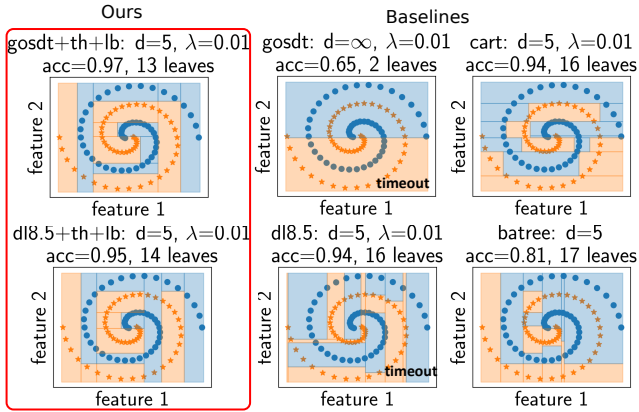 Ours
Baselines
gosdt+th+lb: d=5, λ=0.01
acc=0.97, 13 leaves
feature 2
feature 1
gosdt: d=∞, λ=0.01
acc=0.65, 2 leaves
feature 2
timeout
feature 1
cart: d=5, λ=0.01
acc=0.94, 16 leaves
feature 2
feature 1
dl8.5+th+lb: d=5, λ=0.01
acc=0.95, 14 leaves
feature 2
feature 1
dl8.5: d=5, λ=0.01
acc=0.94, 16 leaves
feature 2
timeout
feature 1
batree: d=5
acc=0.81, 17 leaves
feature 2
feature 1